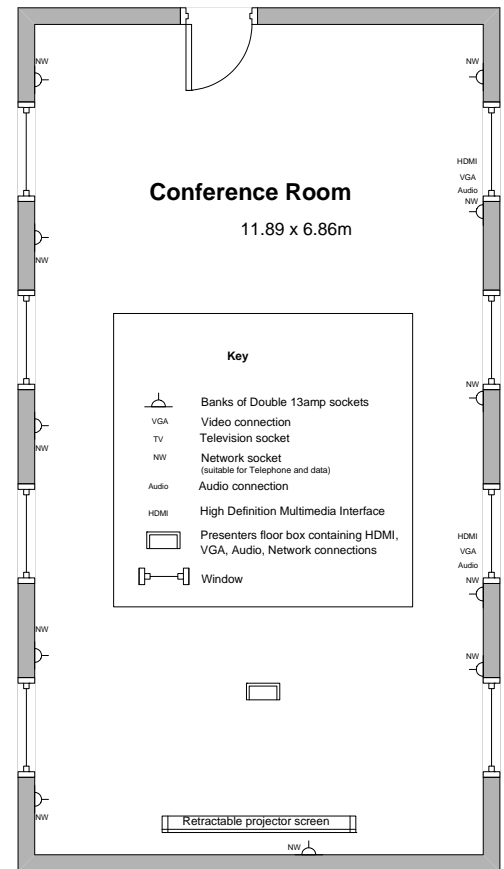 NW
NW
HDMI
VGA
Audio
NW
Conference Room
11.89 x 6.86m
NW
Key
Banks of Double 13amp sockets
VGA Video connection
TV Television socket
NW Network socket
(suitable for Telephone and data)
Audio Audio connection
HDMI High Definition Multimedia Interface
Presenters floor box containing HDMI,
VGA, Audio, Network connections
Window
NW
NW
HDMI
VGA
Audio
NW
NW
NW
NW
Retractable projector screen
NW